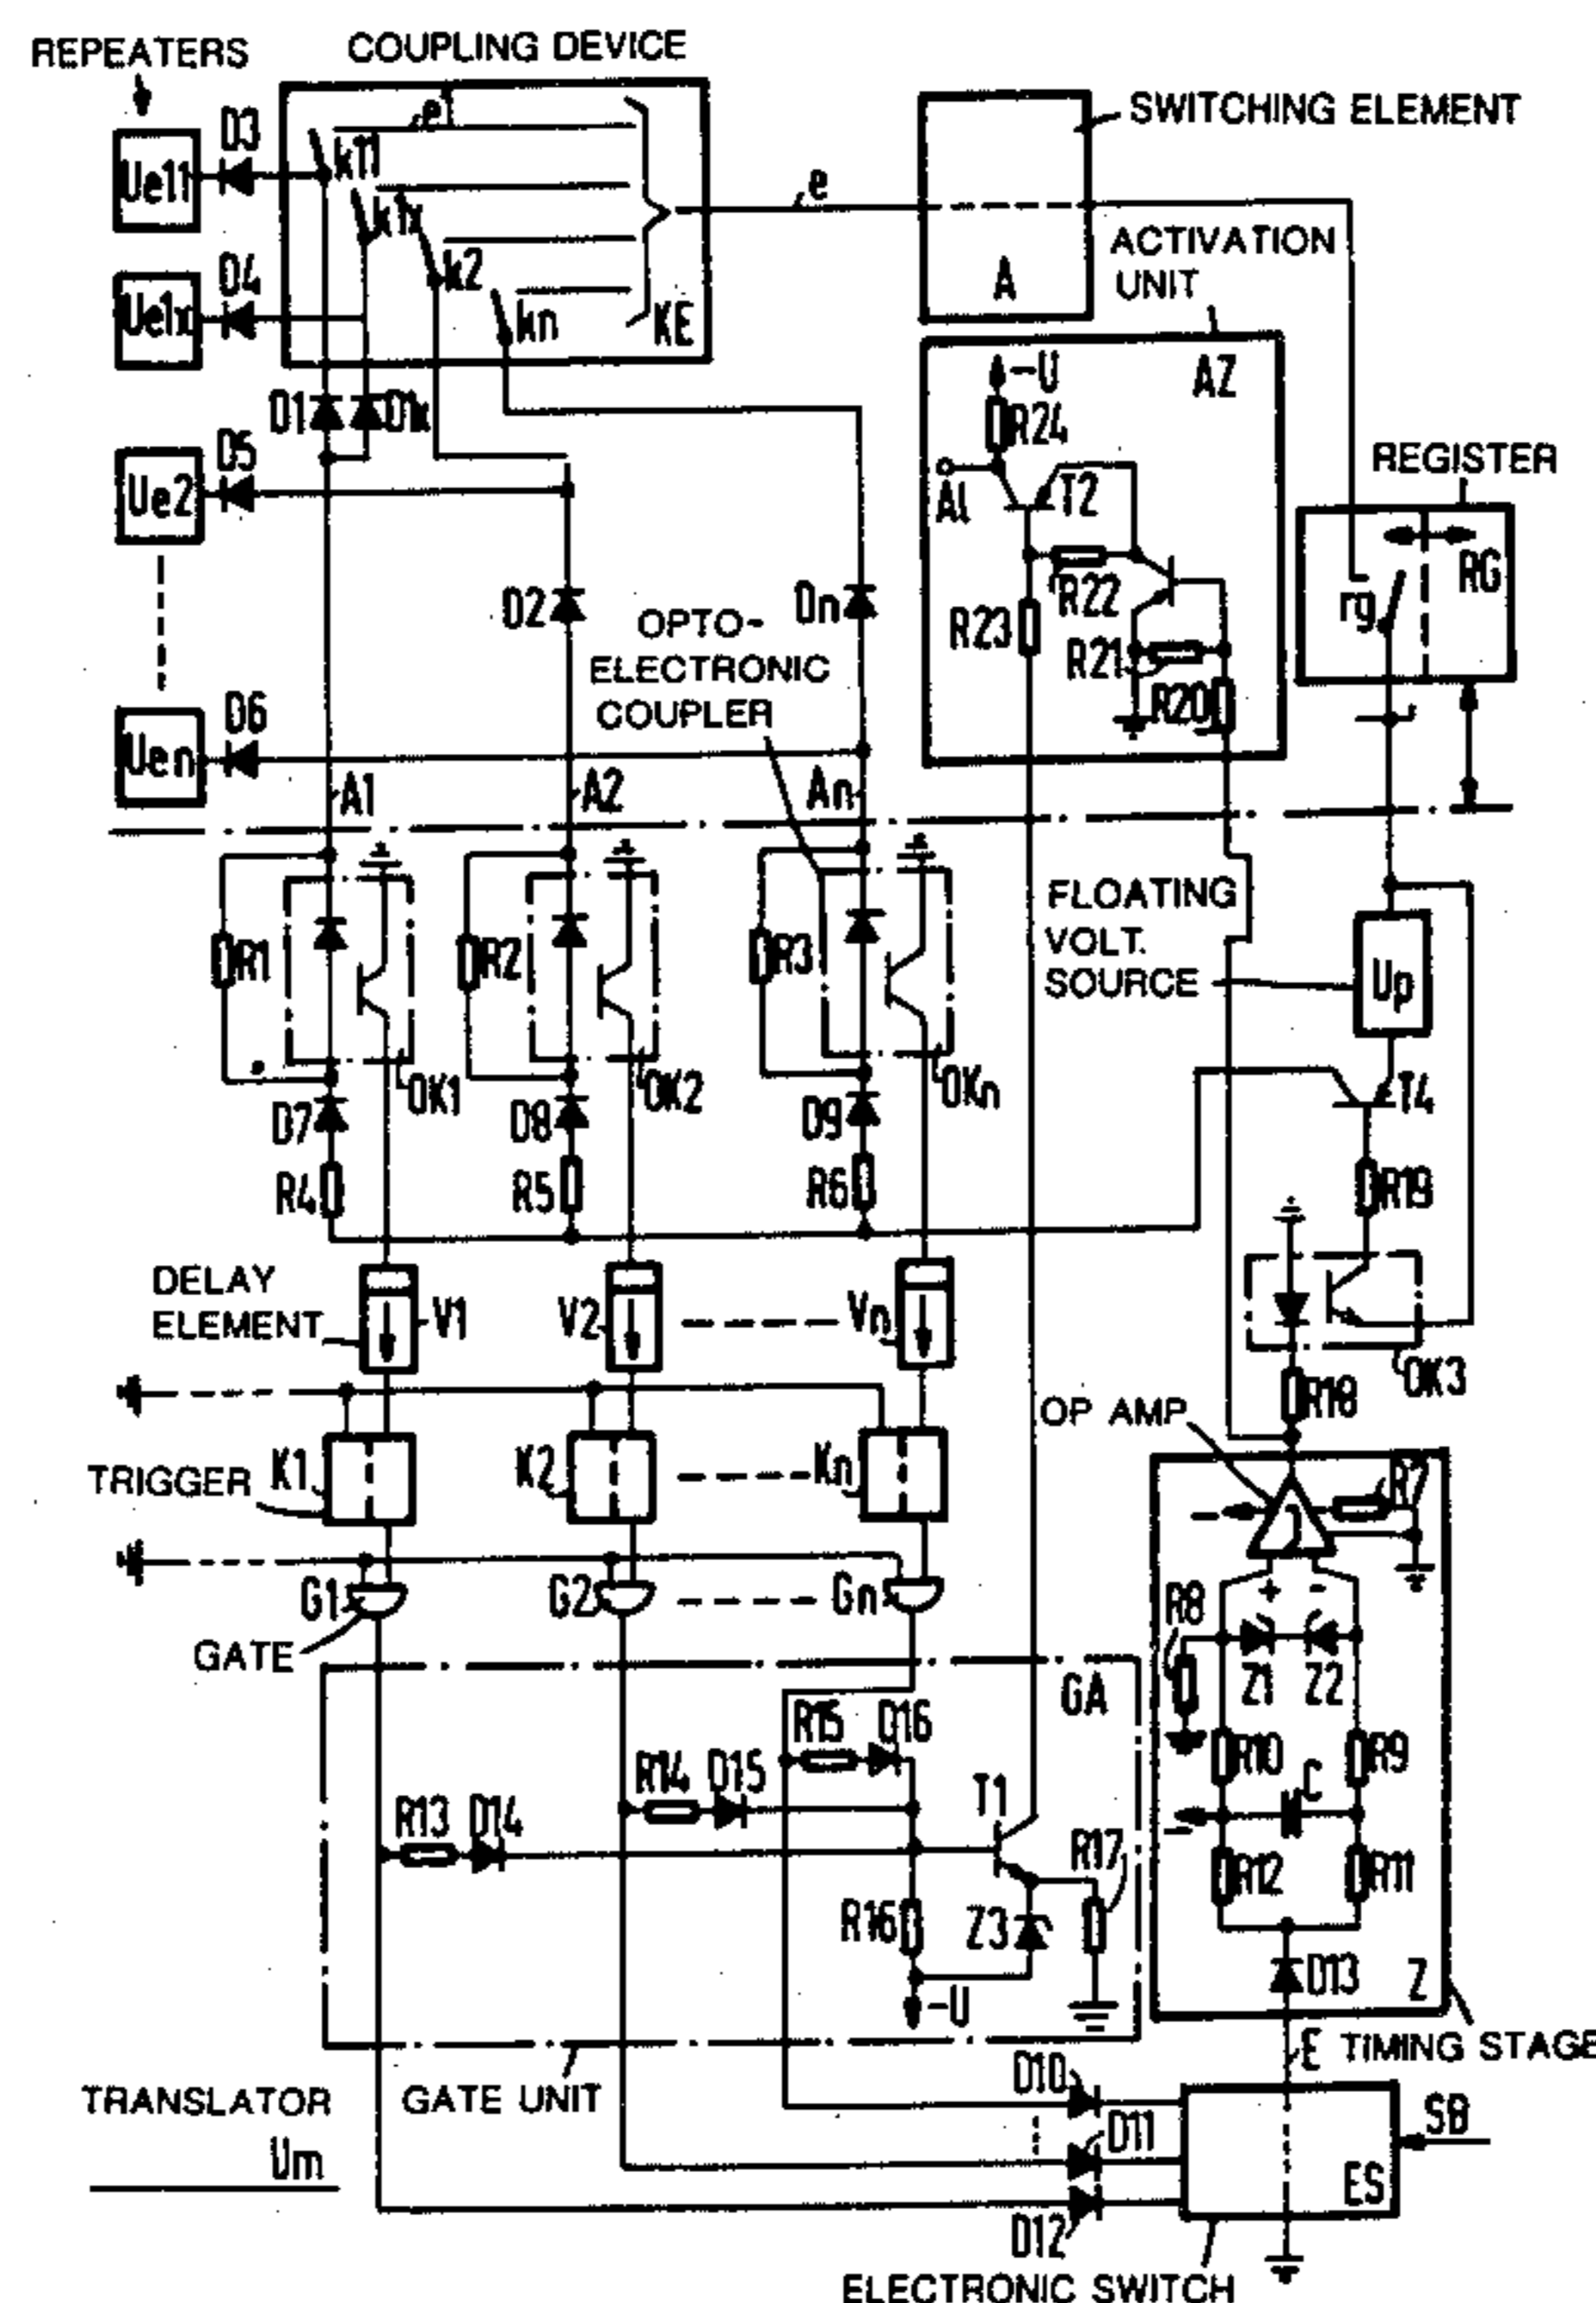 REPEATERS
COUPLING DEVICE
SWITCHING ELEMENT
Ue11
D3
k11
e
k1x
k2
kn
KE
e
A
ACTIVATION
UNIT
Ue1x
D4
D1
D1x
D5
Ue2
AZ
-U
R24
Al
T2
R22
R23
R21
R20
REGISTER
RG
rg
D2
Dn
OPTO-
ELECTRONIC
COUPLER
Uen
D6
A1
A2
An
R1
R2
R3
OK1
OK2
OKn
FLOATING
VOLT.
SOURCE
Up
T4
D7
D8
D9
R4
R5
R6
R19
DELAY
ELEMENT
V1
V2
Vn
OK3
R18
OP AMP
TRIGGER
K1
K2
Kn
R7
G1
G2
Gn
GATE
+ -
R8
Z1
Z2
GA
R15
D16
R14
D15
R13
D14
T1
R17
R10
R9
C
R12
R11
R16
Z3
-U
D13
Z
E
TIMING STAGE
TRANSLATOR
Um
GATE UNIT
D10
D11
D12
SB
ES
ELECTRONIC SWITCH